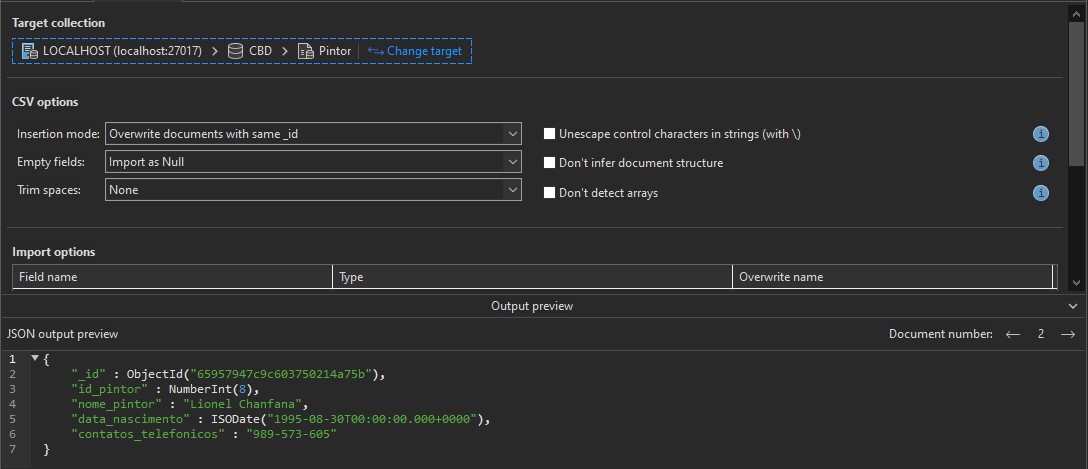 Target collection
LOCALHOST (localhost:27017) > CBD > Pintor Change target
CSV options
Insertion mode: Overwrite documents with same _id Unescape control characters in strings (with \)
Empty fields: Import as Null Don't infer document structure
Trim spaces: None Don't detect arrays
Import options
Field name Type Overwrite name
Output preview
JSON output preview Document number: ← 2 →
1 {
2 "_id" : ObjectId("65957947c9c603750214a75b"),
3 "id_pintor" : NumberInt(8),
4 "nome_pintor" : "Lionel Chanfana",
5 "data_nascimento" : ISODate("1995-08-30T00:00:00.000+0000"),
6 "contatos_telefonicos" : "989-573-605"
7 }